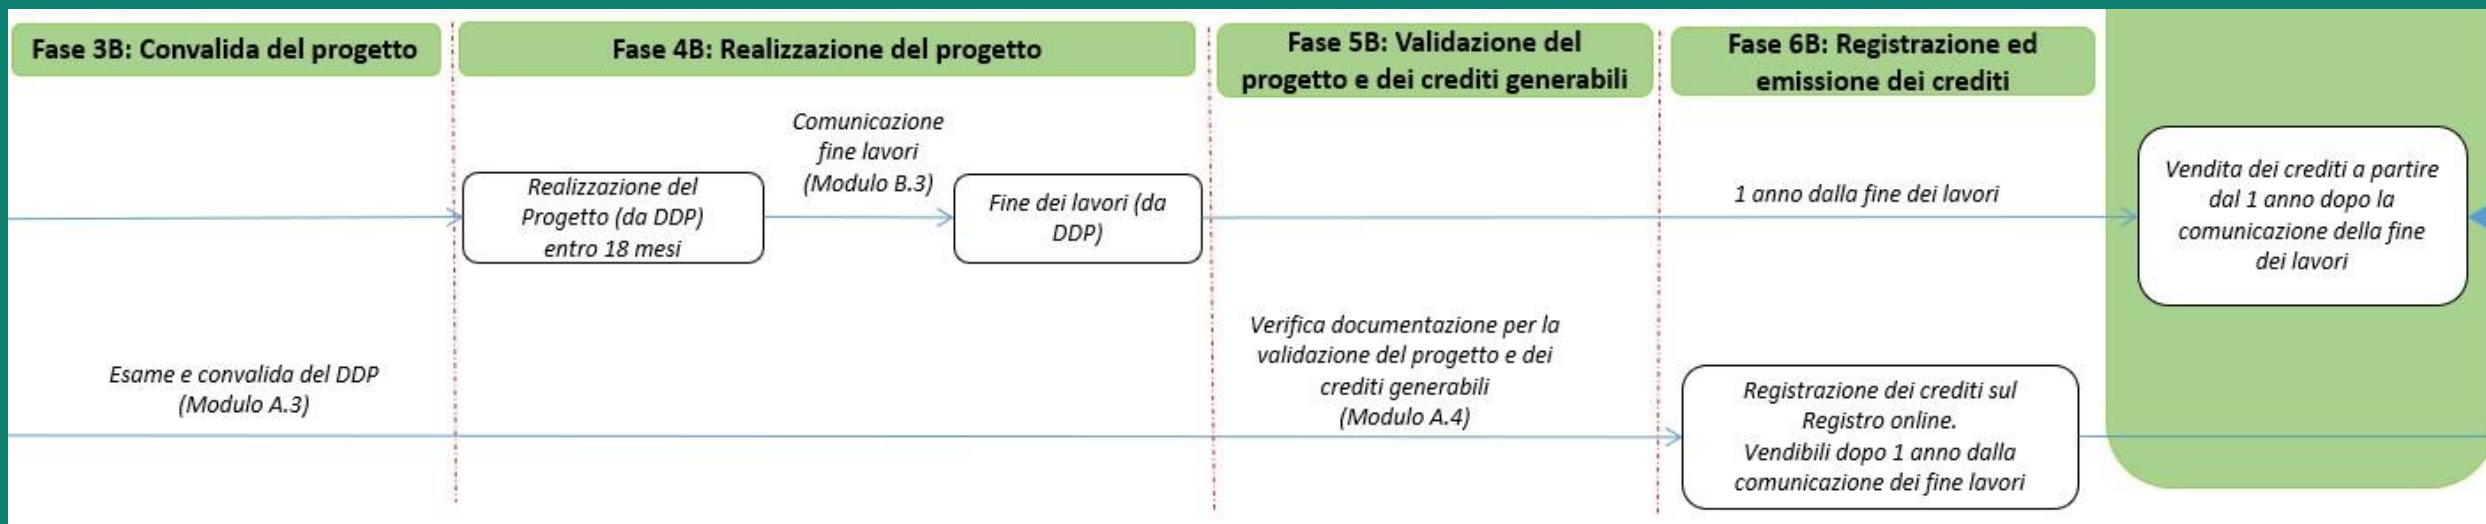 Fase 3B: Convalida del progetto
Fase 4B: Realizzazione del progetto
Fase 5B: Validazione del
progetto e dei crediti generabili
Fase 6B: Registrazione ed
emissione dei crediti
Realizzazione del
Progetto (da DDP)
entro 18 mesi
Comunicazione
fine lavori
(Modulo B.3)
Fine dei lavori (da
DDP)
1 anno dalla fine dei lavori
Vendita dei crediti a partire
dal 1 anno dopo la
comunicazione della fine
dei lavori
Esame e convalida del DDP
(Modulo A.3)
Verifica documentazione per la
validazione del progetto e dei
crediti generabili
(Modulo A.4)
Registrazione dei crediti sul
Registro online.
Vendibili dopo 1 anno dalla
comunicazione dei fine lavori